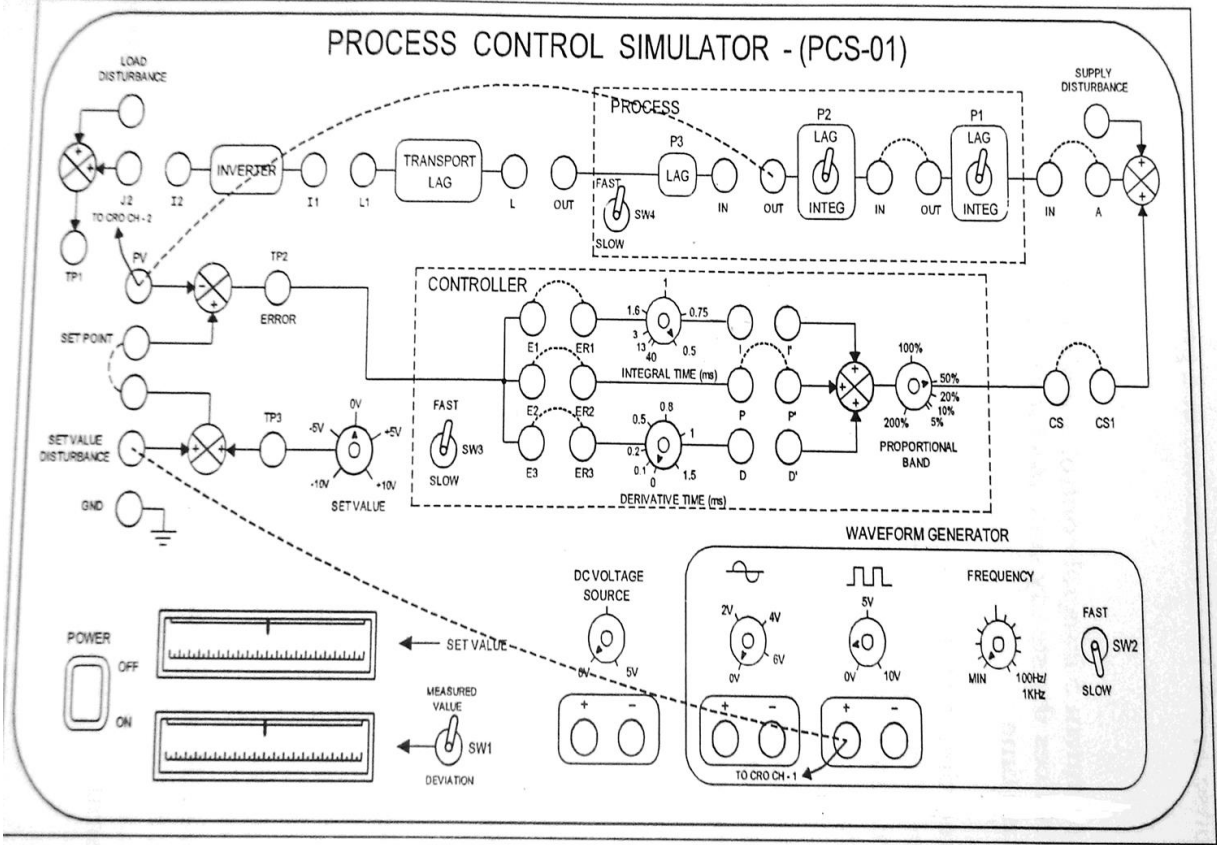 PROCESS CONTROL SIMULATOR - (PCS-01)
LOAD
DISTURBANCE
SUPPLY
DISTURBANCE
PROCESS
P3
LAG
P2
LAG
INTEG
P1
LAG
INTEG
INVERTER
TRANSPORT
LAG
FAST
SW4
SLOW
J2
I2
I1
L1
L
OUT
IN
OUT
IN
OUT
IN
A
TO CRO CH - 2
TP1
PV
TP2
ERROR
SET POINT
SET VALUE
DISTURBANCE
GND
TP3
0V
-5V
+5V
-10V
+10V
SET VALUE
CONTROLLER
E1
ER1
1
1.6
0.75
3
13
40
0.5
I
I'
INTEGRAL TIME (ms)
E2
ER2
P
P'
FAST
SW3
SLOW
E3
ER3
0.8
0.5
1
0.2
0.1
0
1.5
D
D'
DERIVATIVE TIME (ms)
100%
50%
20%
10%
5%
200%
PROPORTIONAL
BAND
CS
CS1
WAVEFORM GENERATOR
POWER
OFF
ON
SET VALUE
MEASURED
VALUE
SW1
DEVIATION
DC VOLTAGE
SOURCE
0V
5V
+
-
2V
4V
6V
0V
+
-
5V
0V
10V
+
-
TO CRO CH - 1
FREQUENCY
MIN
100Hz/
1KHz
FAST
SW2
SLOW